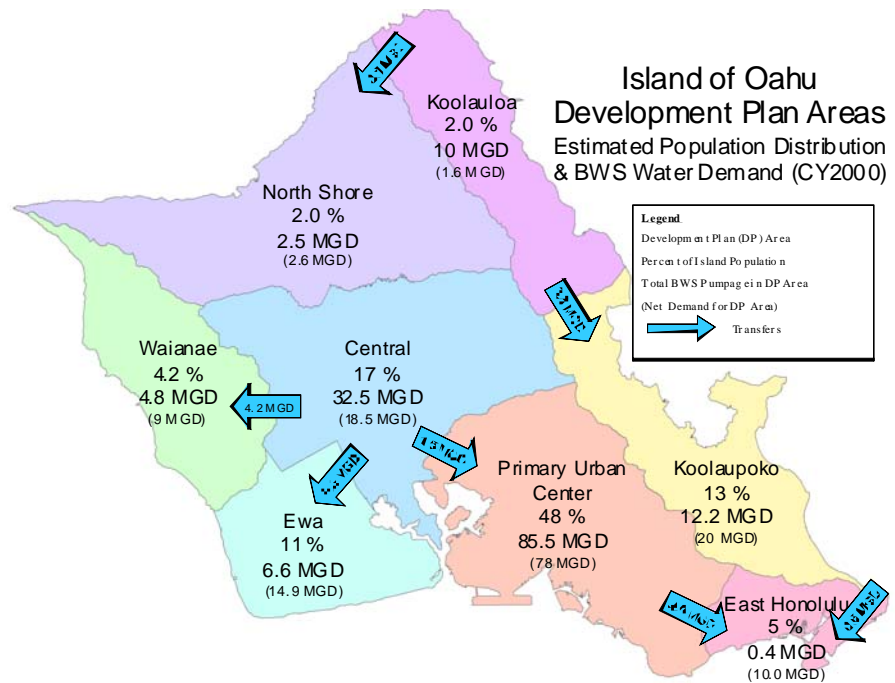 Island of Oahu
Development Plan Areas
Estimated Population Distribution
& BWS Water Demand (CY2000)
Legend
Development Plan (DP) Area
Percent of Island Population
Total BWS Pumpage in DP Area
(Net Demand for DP Area)
Transfers
Koolauloa
2.0 %
10 MGD
(1.6 MGD)
North Shore
2.0 %
2.5 MGD
(2.6 MGD)
Waianae
4.2 %
4.8 MGD
(9 MGD)
4.2 MGD
Central
17 %
32.5 MGD
(18.5 MGD)
MGD
Ewa
11 %
6.6 MGD
(14.9 MGD)
Primary Urban
Center
48 %
85.5 MGD
(78 MGD)
Koolaupoko
13 %
12.2 MGD
(20 MGD)
East Honolulu
5 %
0.4 MGD
(10.0 MGD)